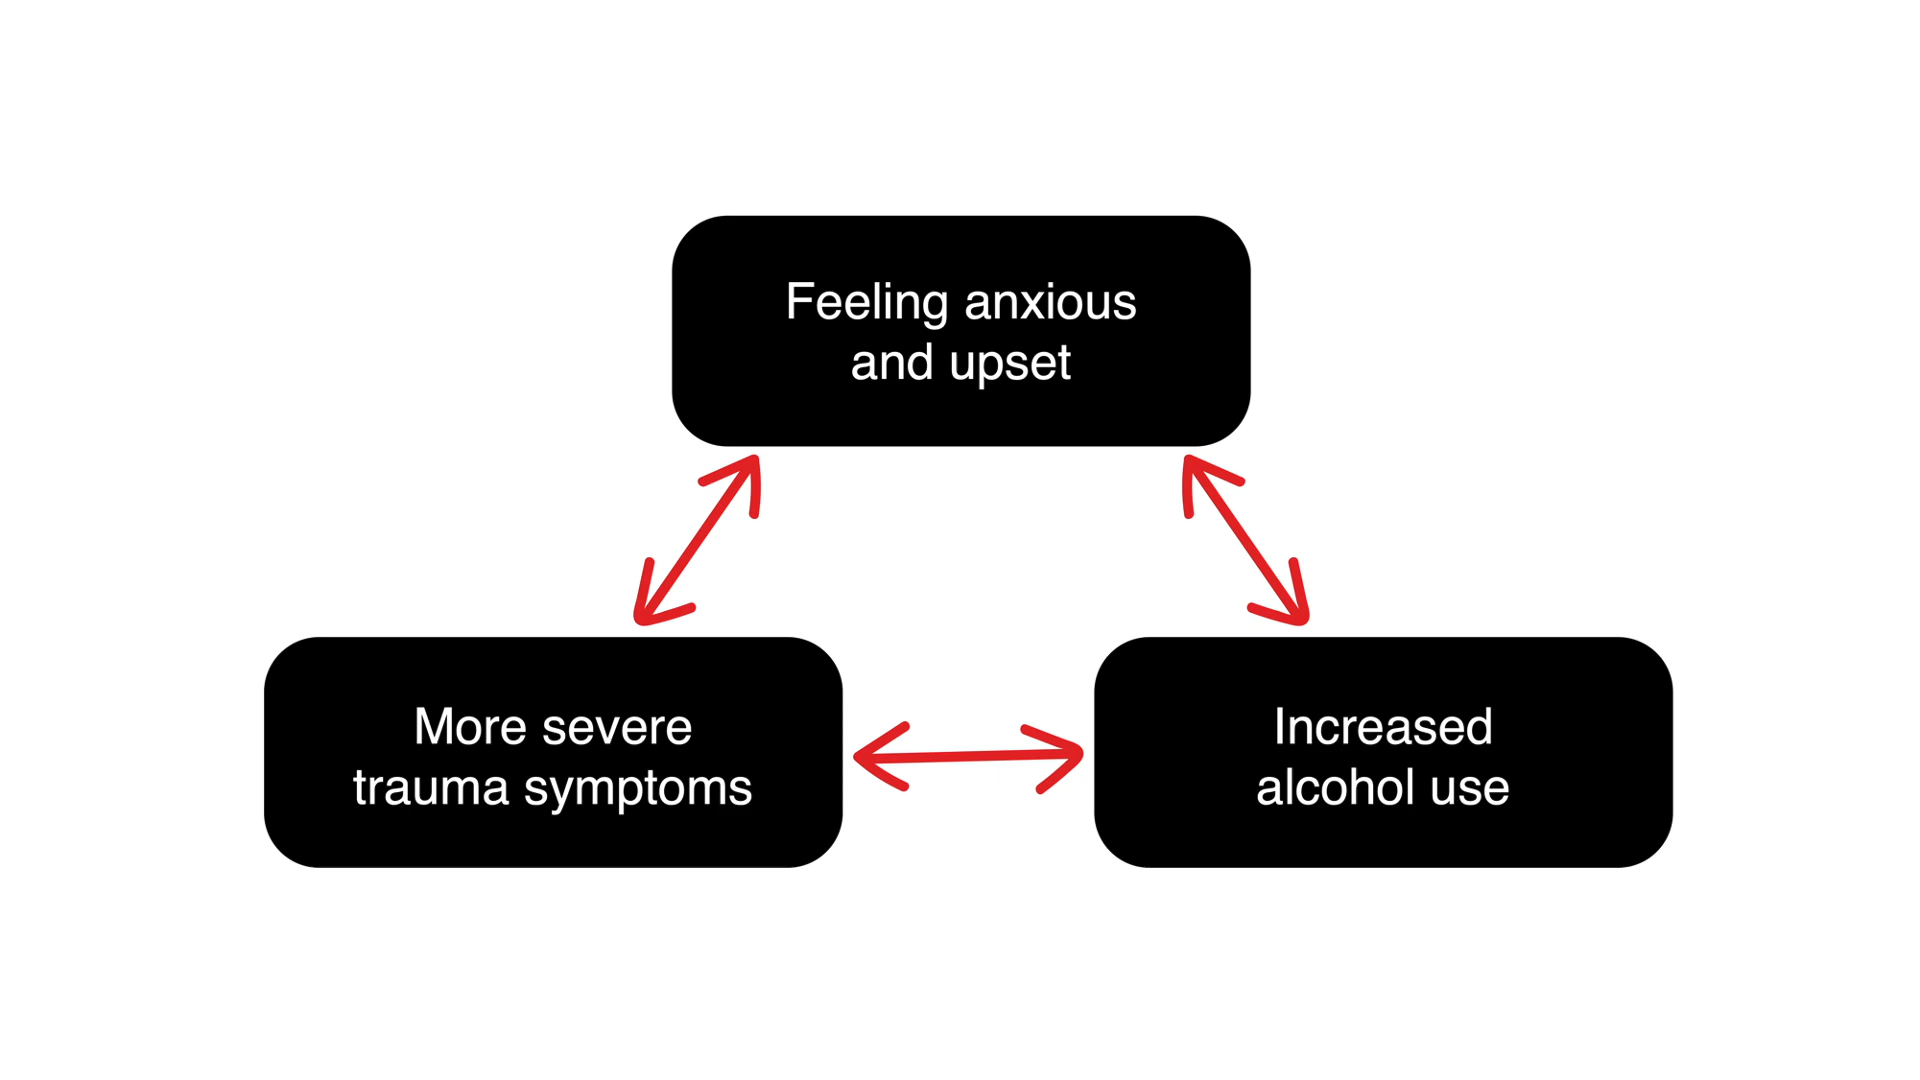 Feeling anxious
and upset
More severe
trauma symptoms
Increased
alcohol use